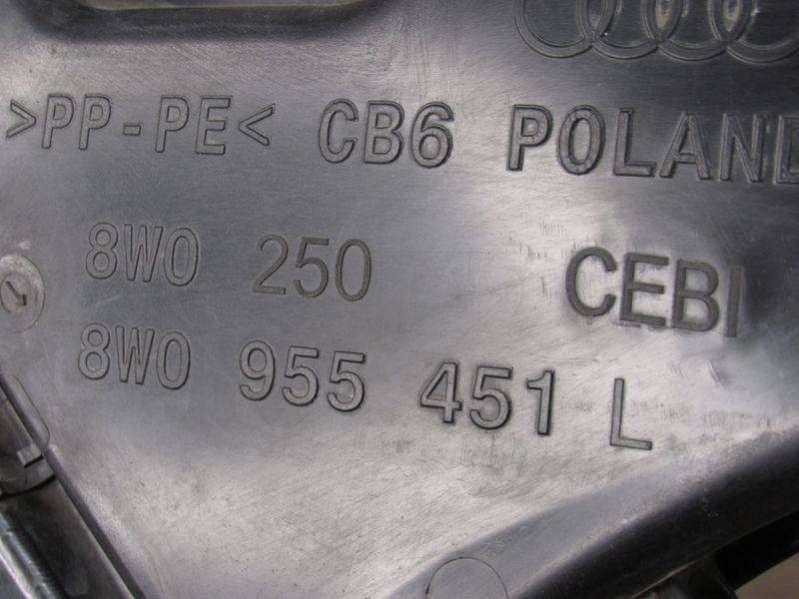 >PP-PE< CB6 POLAND
8W0 250 CEBI
8W0 955 451 L